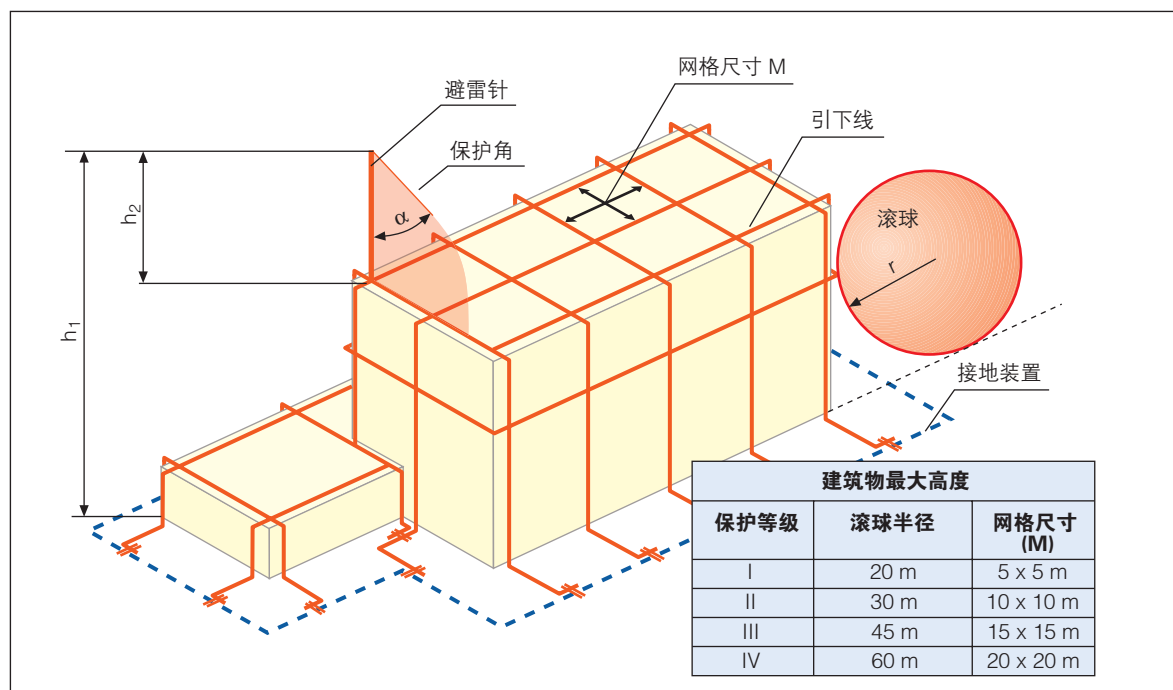 网格尺寸 M
避雷针
引下线
保护角
h₂
α
滚球
r
h₁
接地装置
建筑物最大高度
保护等级 滚球半径 网格尺寸
(M)
I 20 m 5 x 5 m
II 30 m 10 x 10 m
III 45 m 15 x 15 m
IV 60 m 20 x 20 m